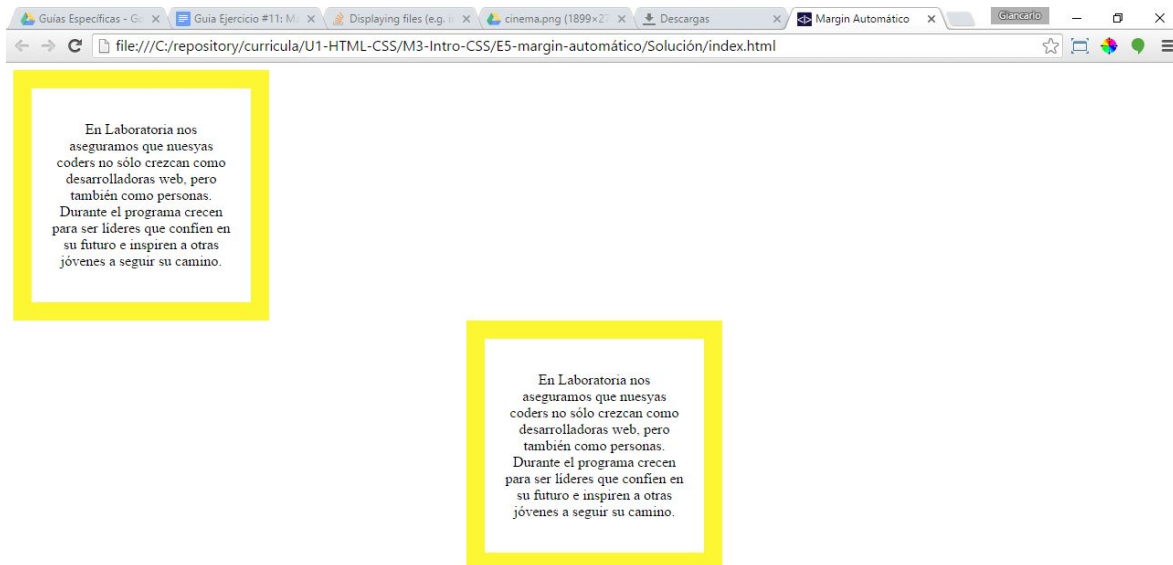 Guías Específicas - Go
Guia Ejercicio #11: M
Displaying files (e.g. i
cinema.png (1899×27
Descargas
Margin Automático
Giancarlo
file:///C:/repository/curricula/U1-HTML-CSS/M3-Intro-CSS/E5-margin-automático/Solución/index.html
En Laboratoria nos
aseguramos que nuesyas
coders no sólo crezcan como
desarrolladoras web, pero
también como personas.
Durante el programa crecen
para ser líderes que confíen en
su futuro e inspiren a otras
jóvenes a seguir su camino.
En Laboratoria nos
aseguramos que nuesyas
coders no sólo crezcan como
desarrolladoras web, pero
también como personas.
Durante el programa crecen
para ser líderes que confíen en
su futuro e inspiren a otras
jóvenes a seguir su camino.